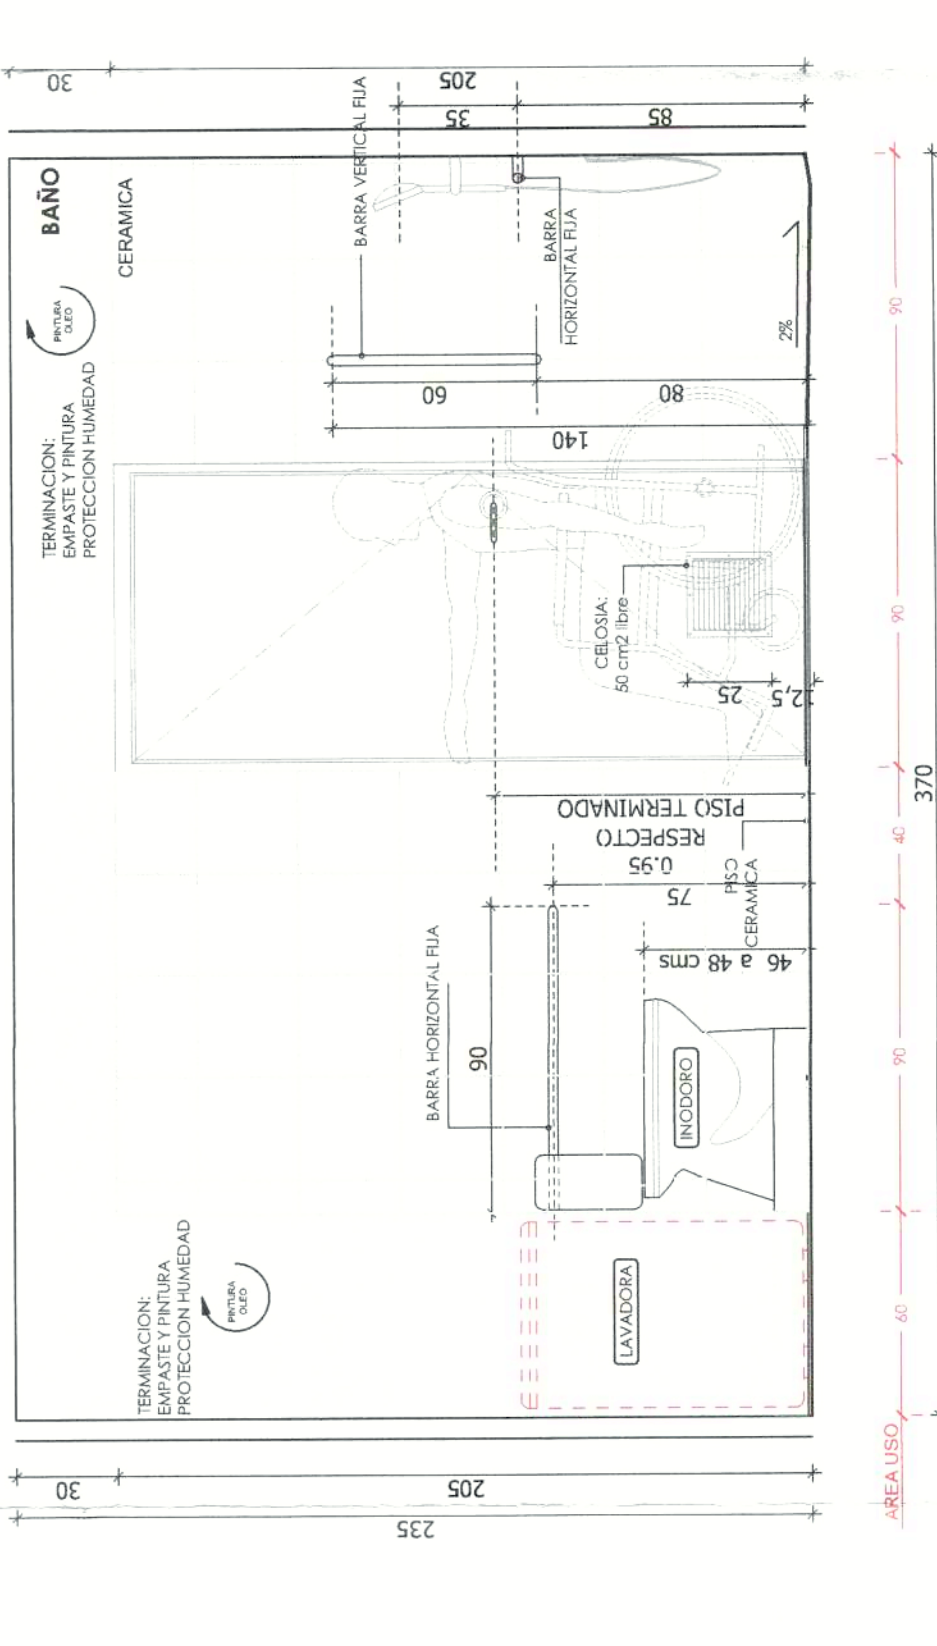 BAÑO
CERAMICA
PINTURA
OLEO
TERMINACION:
EMPASTE Y PINTURA
PROTECCION HUMEDAD
TERMINACION:
EMPASTE Y PINTURA
PROTECCION HUMEDAD
PINTURA
OLEO
30
205
235
30
205
35
85
BARRA VERTICAL FIJA
BARRA
HORIZONTAL FIJA
2%
60
80
140
CELOSIA:
50 cm2 libre
25
12,5
0.95
RESPECTO
PISO TERMINADO
PISO
CERAMICA
75
46 a 48 cms
BARRA HORIZONTAL FIJA
90
INODORO
LAVADORA
AREA USO
60
90
40
90
90
370